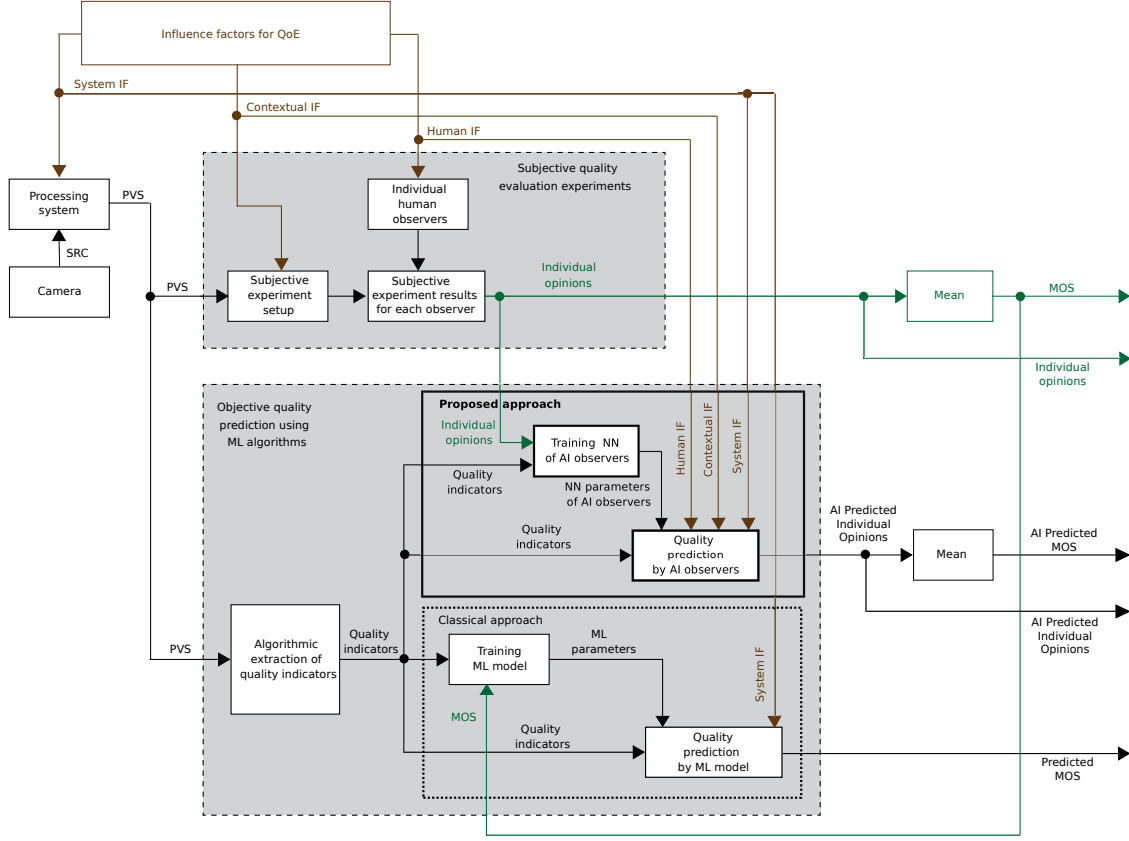 Influence factors for QoE
System IF
Contextual IF
Human IF
Subjective quality
evaluation experiments
Processing
system
PVS
Individual
human
observers
SRC
Camera
PVS
Subjective
experiment
setup
Subjective
experiment results
for each observer
Individual
opinions
Mean
MOS
Individual
opinions
Objective quality
prediction using
ML algorithms
Proposed approach
Individual
opinions
Training NN
of AI observers
Human IF
Contextual IF
System IF
Quality
indicators
NN parameters
of AI observers
Quality
indicators
Quality
prediction
by AI observers
AI Predicted
Individual
Opinions
Mean
AI Predicted
MOS
AI Predicted
Individual
Opinions
PVS
Algorithmic
extraction of
quality indicators
Quality
indicators
Classical approach
Training
ML model
ML
parameters
System IF
MOS
Quality
indicators
Quality
prediction
by ML model
Predicted
MOS